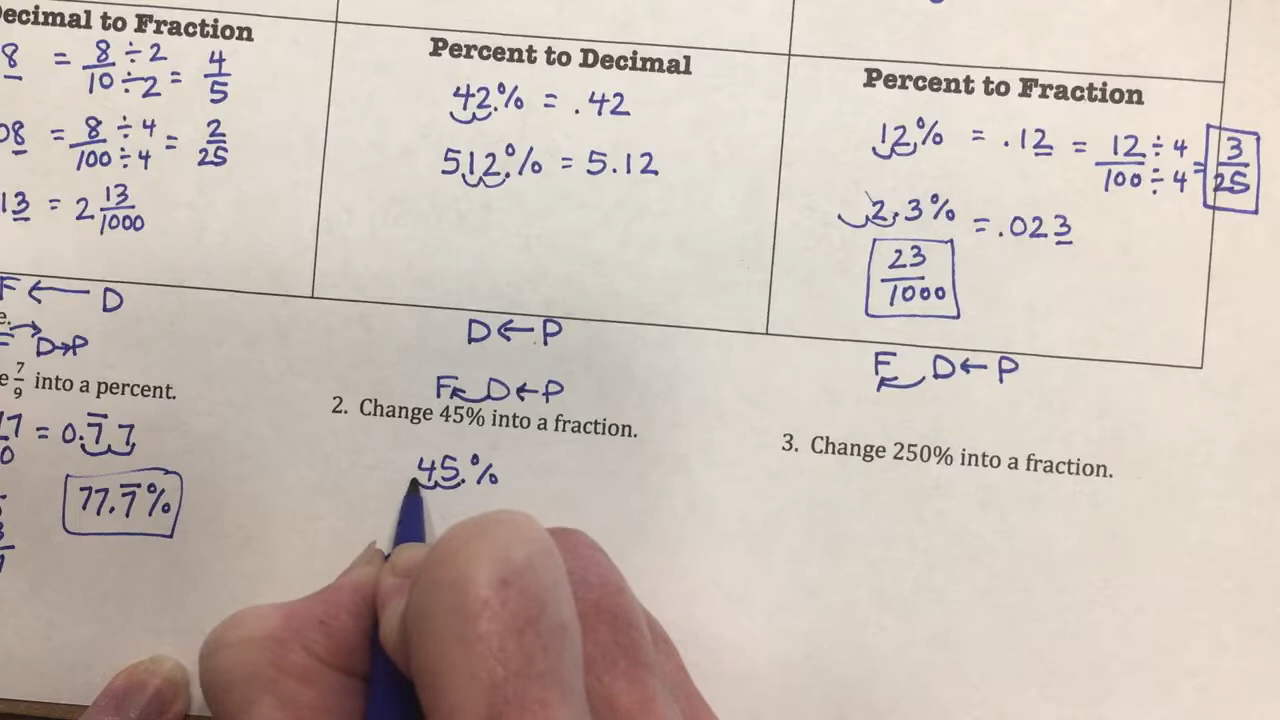 ecimal to Fraction
8 = 8/10 ÷2/÷2 = 4/5
08 = 8/100 ÷4/÷4 = 2/25
13 = 2 13/1000
F ← D
Percent to Decimal
42.% = .42
512.% = 5.12
D ← P
Percent to Fraction
12% = .12 = 12/100 ÷4/÷4 = 3/25
2.3% = .023
23/1000
F D ← P
e.
D→P
e 7/9 into a percent.
= 0.7̅7
77.7̅%
F D ← P
2. Change 45% into a fraction.
45.%
3. Change 250% into a fraction.